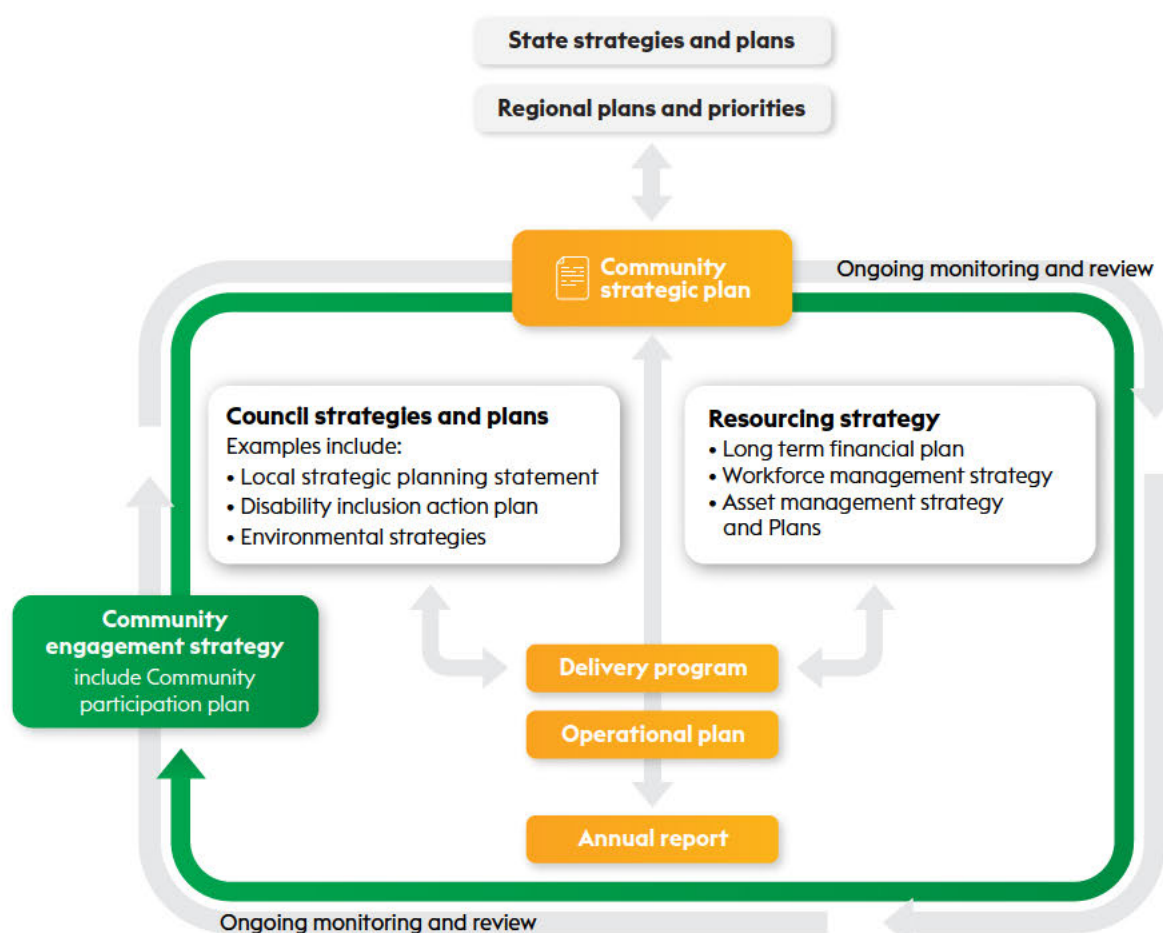 State strategies and plans
Regional plans and priorities
Community
strategic plan
Ongoing monitoring and review
Council strategies and plans
Examples include:
• Local strategic planning statement
• Disability inclusion action plan
• Environmental strategies
Resourcing strategy
• Long term financial plan
• Workforce management strategy
• Asset management strategy
and Plans
Community
engagement strategy
include Community
participation plan
Delivery program
Operational plan
Annual report
Ongoing monitoring and review